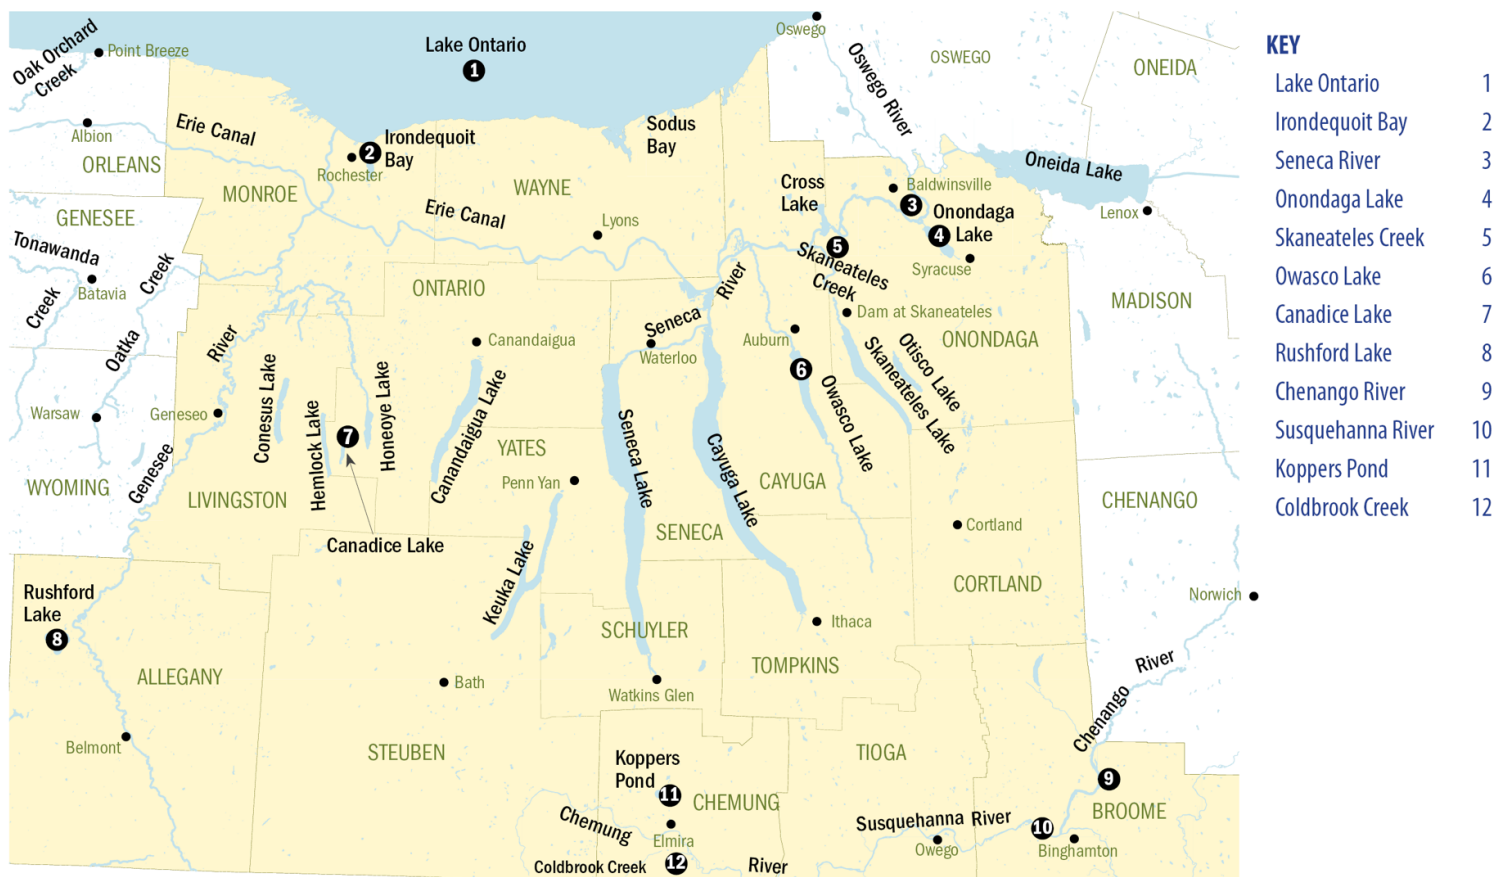 Oak Orchard
Creek
Point Breeze
Lake Ontario
1
Oswego
Oswego River
OSWEGO
ONEIDA
Albion
ORLEANS
Erie Canal
Irondequoit
Bay
2
Rochester
MONROE
Sodus
Bay
WAYNE
Erie Canal
Lyons
Cross
Lake
Baldwinsville
3
Onondaga
Lake
4
Syracuse
Oneida Lake
Lenox
GENESEE
Tonawanda
Creek
Batavia
Oatka
Creek
5
Skaneateles
Creek
Dam at Skaneateles
ONTARIO
Seneca
River
Waterloo
Canandaigua
Auburn
6
Owasco Lake
Otisco Lake
Skaneateles Lake
ONONDAGA
MADISON
Warsaw
Geneseo
Genesee
River
Conesus Lake
Hemlock Lake
7
Honeoye Lake
Canadice Lake
Canandaigua Lake
YATES
Penn Yan
Seneca Lake
Cayuga Lake
CAYUGA
SENECA
WYOMING
LIVINGSTON
Keuka Lake
Cortland
CORTLAND
CHENANGO
Norwich
Rushford
Lake
8
ALLEGANY
Belmont
Bath
STEUBEN
SCHUYLER
Watkins Glen
Ithaca
TOMPKINS
TIOGA
Chenango
River
9
BROOME
Koppers
Pond
11
CHEMUNG
Chemung
River
Elmira
Coldbrook Creek
12
Susquehanna River
Owego
10
Binghamton
KEY
Lake Ontario 1
Irondequoit Bay 2
Seneca River 3
Onondaga Lake 4
Skaneateles Creek 5
Owasco Lake 6
Canadice Lake 7
Rushford Lake 8
Chenango River 9
Susquehanna River 10
Koppers Pond 11
Coldbrook Creek 12